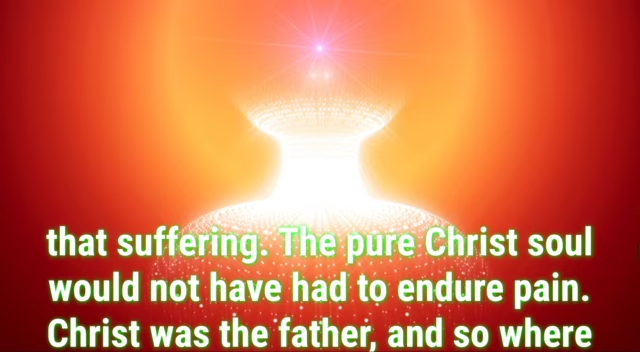 that suffering. The pure Christ soul
would not have had to endure pain.
Christ was the father, and so where